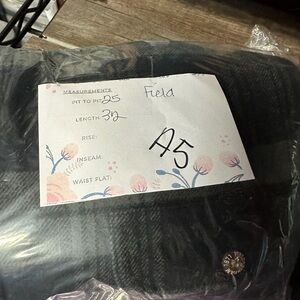 MEASUREMENTS
Field
PIT TO PIT: 25
LENGTH: 32
RISE:
A5
INSEAM:
WAIST FLAT: